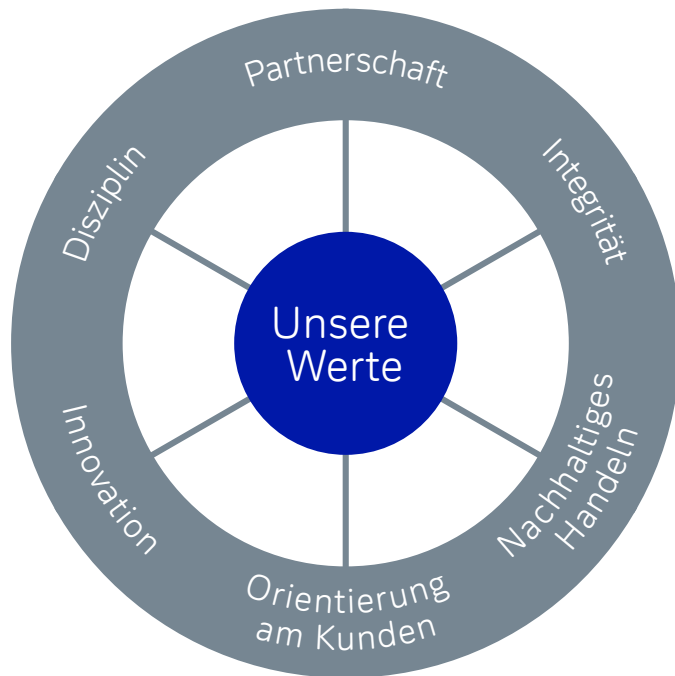 Partnerschaft
Integrität
Nachhaltiges
Handeln
Orientierung
am Kunden
Innovation
Disziplin
Unsere
Werte